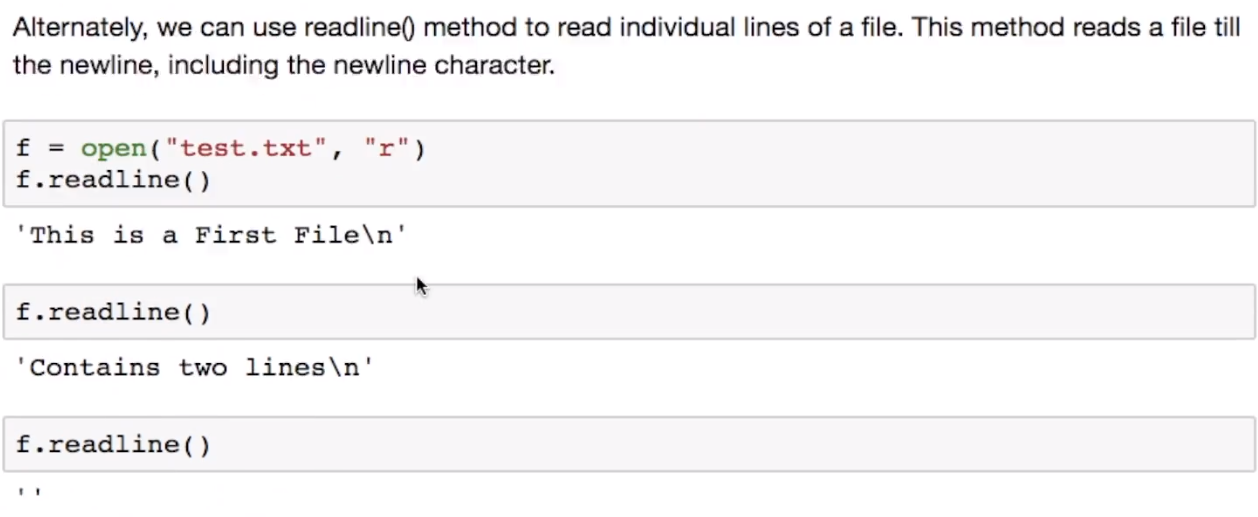 Alternately, we can use readline() method to read individual lines of a file. This method reads a file till
the newline, including the newline character.
f = open("test.txt", "r")
f.readline()
'This is a First File\n'
f.readline()
'Contains two lines\n'
f.readline()
''